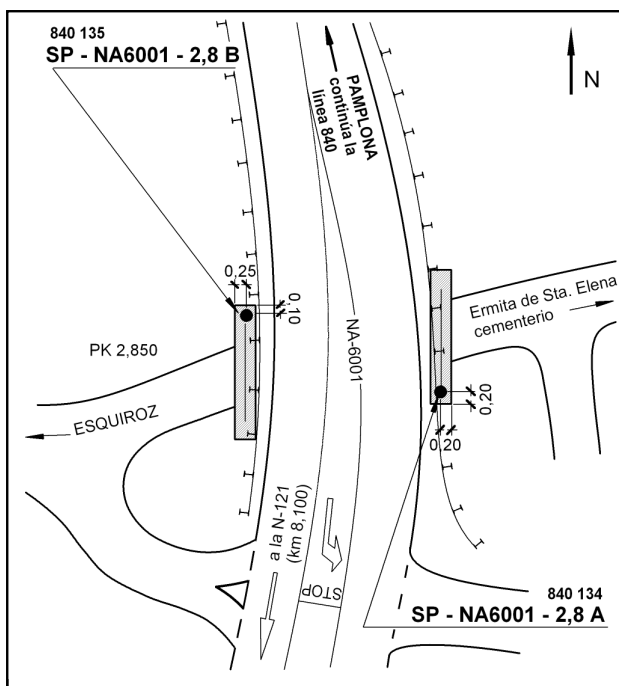 840 135
SP - NA6001 - 2,8 B
PAMPLONA
continúa la
línea 840
N
0,25
0,10
Ermita de Sta. Elena
cementerio
NA-6001
PK 2,850
0,20
0,20
ESQUIROZ
a la N-121
(km 8,100)
STOP
840 134
SP - NA6001 - 2,8 A